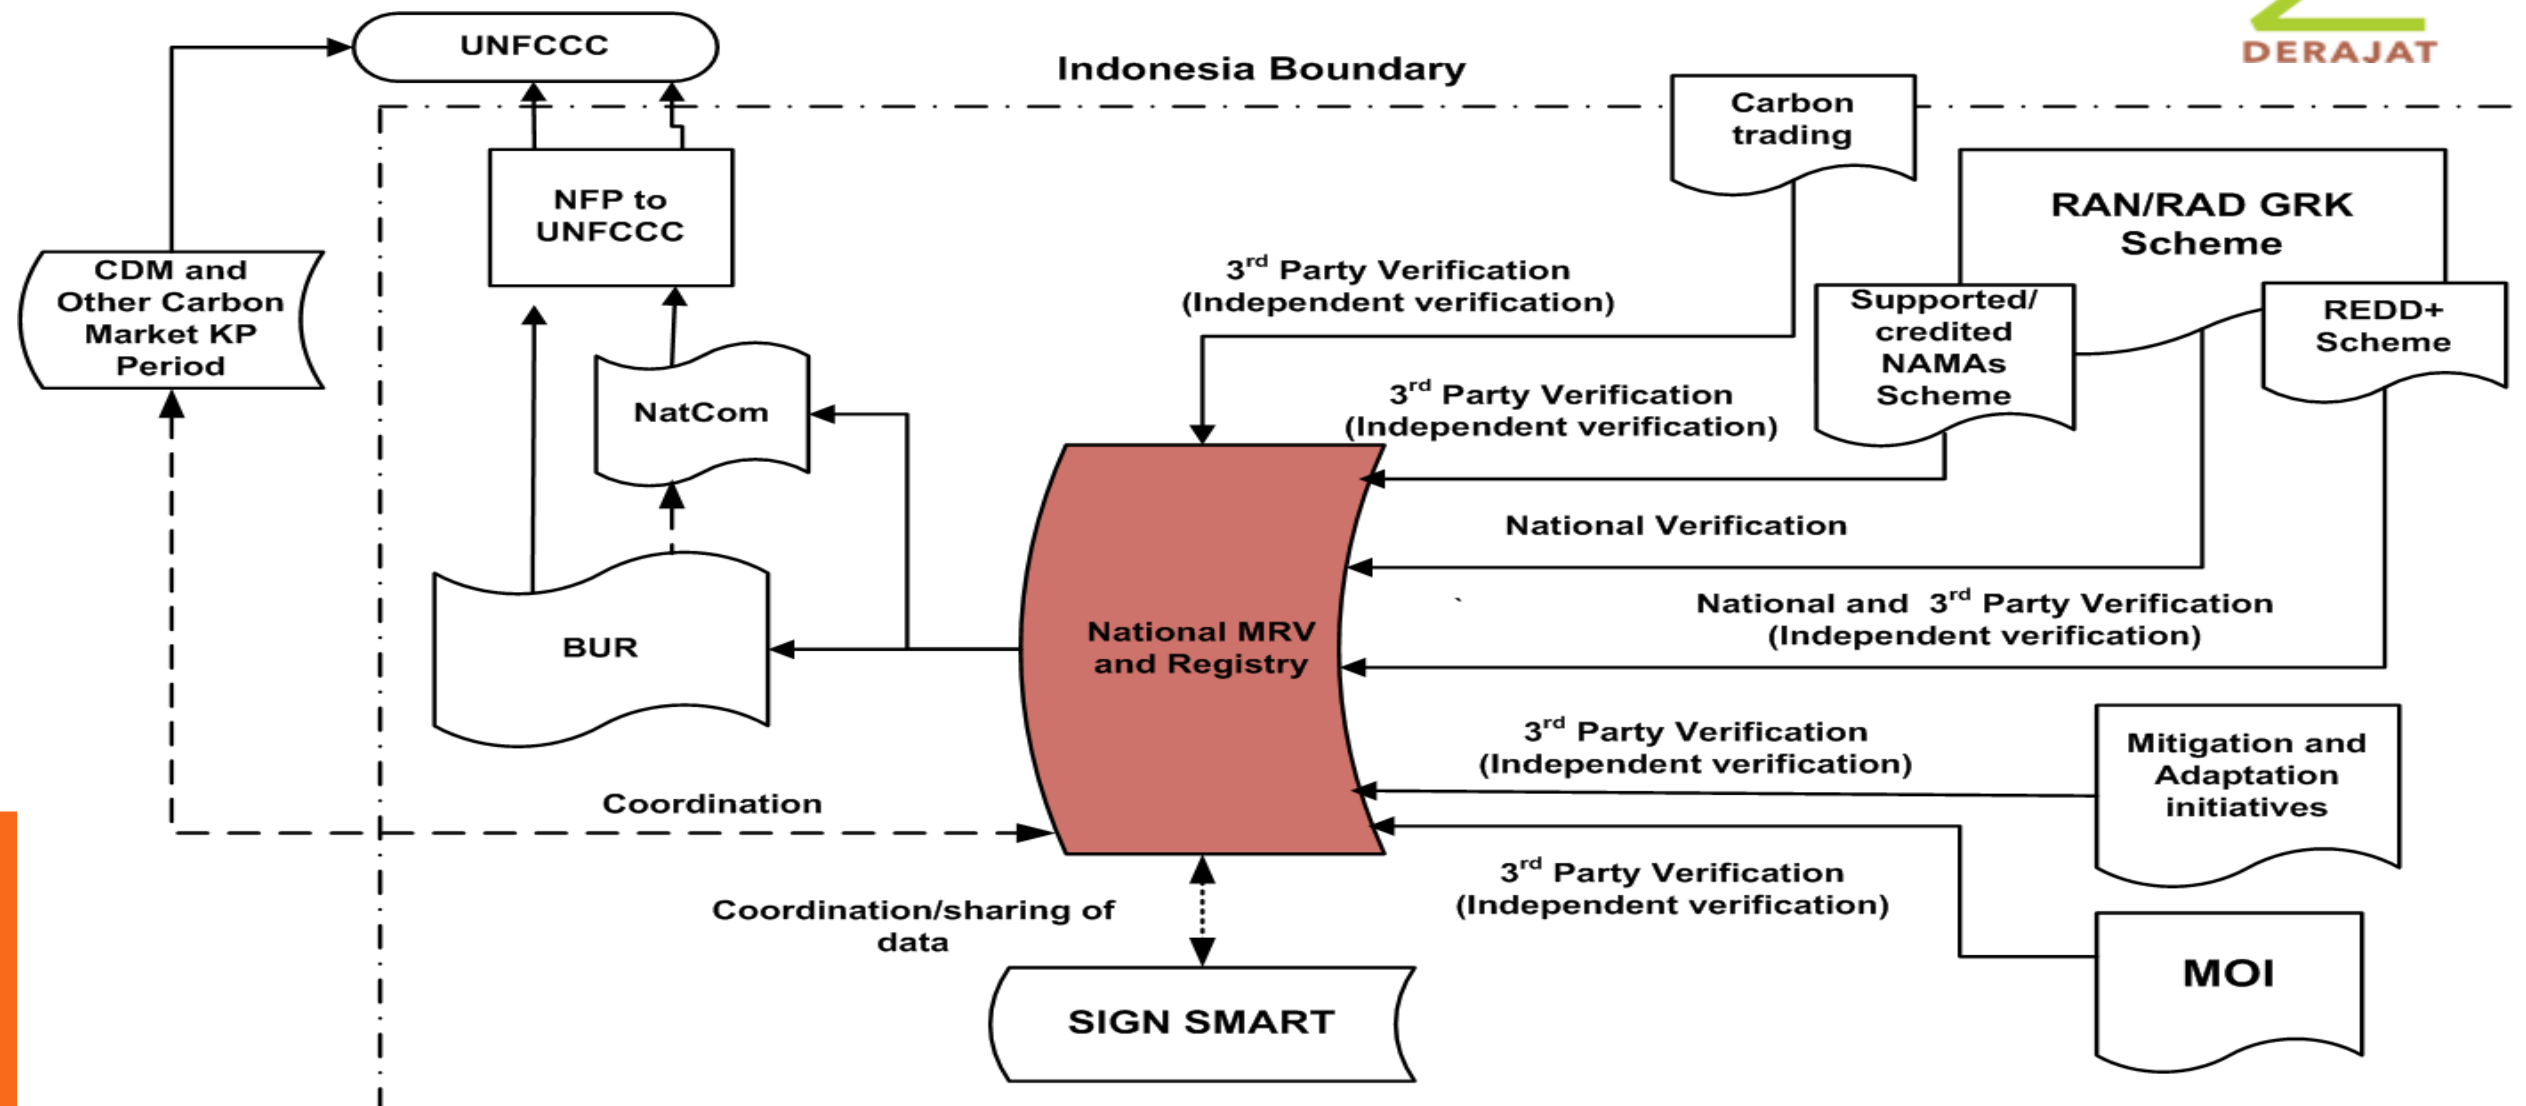 UNFCCC
Indonesia Boundary
DERAJAT
Carbon
trading
NFP to
UNFCCC
RAN/RAD GRK
Scheme
CDM and
Other Carbon
Market KP
Period
3rd Party Verification
(Independent verification)
Supported/
credited
NAMAs
Scheme
REDD+
Scheme
NatCom
3rd Party Verification
(Independent verification)
National Verification
National and 3rd Party Verification
(Independent verification)
BUR
National MRV
and Registry
3rd Party Verification
(Independent verification)
Mitigation and
Adaptation
initiatives
Coordination
3rd Party Verification
(Independent verification)
Coordination/sharing of
data
MOI
SIGN SMART